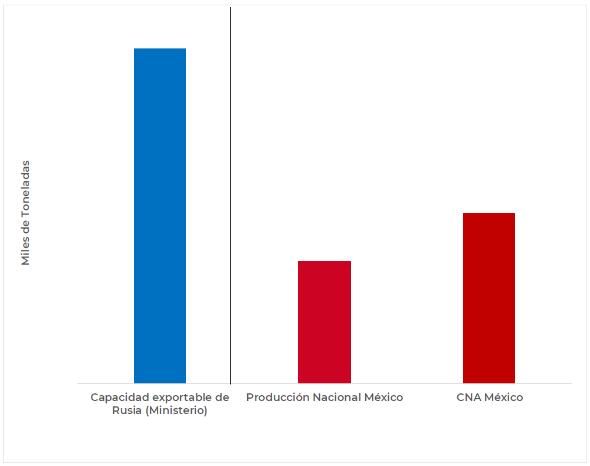 Miles de Toneladas
Capacidad exportable de
Rusia (Ministerio)
Producción Nacional México
CNA México